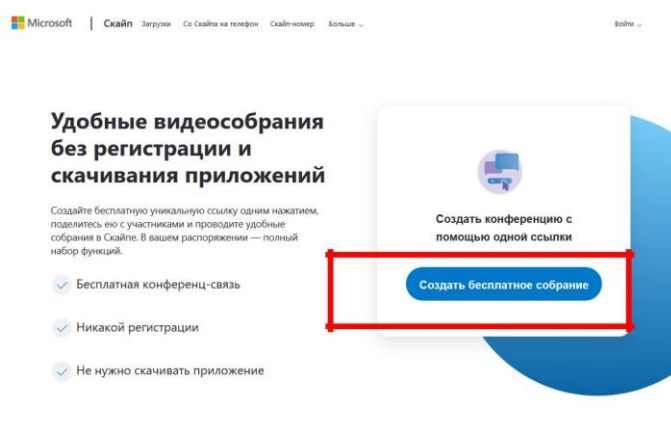 Microsoft | Скайп Загрузки Со Скайпа на телефон Скайп-номер Больше Войти
Удобные видеособрания
без регистрации и
скачивания приложений
Создайте бесплатную уникальную ссылку одним нажатием,
поделитесь ею с участниками и проводите удобные
собрания в Скайпе. В вашем распоряжении — полный
набор функций.
Бесплатная конференц-связь
Никакой регистрации
Не нужно скачивать приложение
Создать конференцию с
помощью одной ссылки
Создать бесплатное собрание